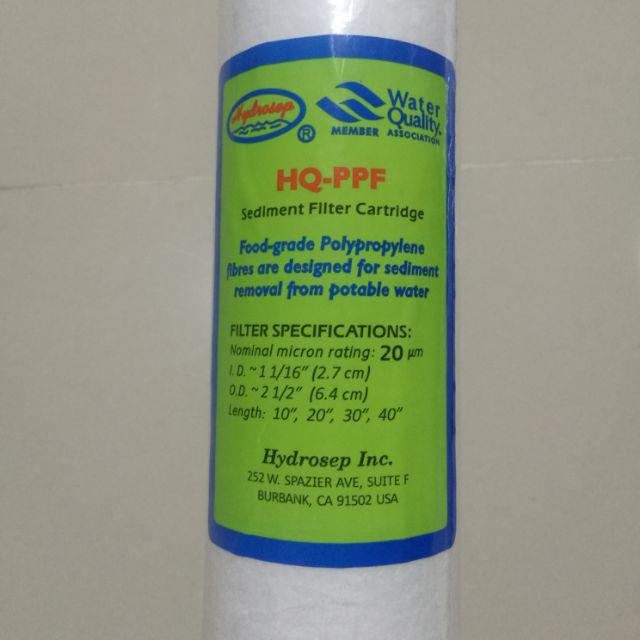 Hydrosep
®
Water
Quality
MEMBER ASSOCIATION
HQ-PPF
Sediment Filter Cartridge
Food-grade Polypropylene
fibres are designed for sediment
removal from potable water
FILTER SPECIFICATIONS:
Nominal micron rating: 20 µm
I.D. ~ 1 1/16" (2.7 cm)
O.D. ~ 2 1/2" (6.4 cm)
Length: 10", 20", 30", 40"
Hydrosep Inc.
252 W. SPAZIER AVE, SUITE F
BURBANK, CA 91502 USA